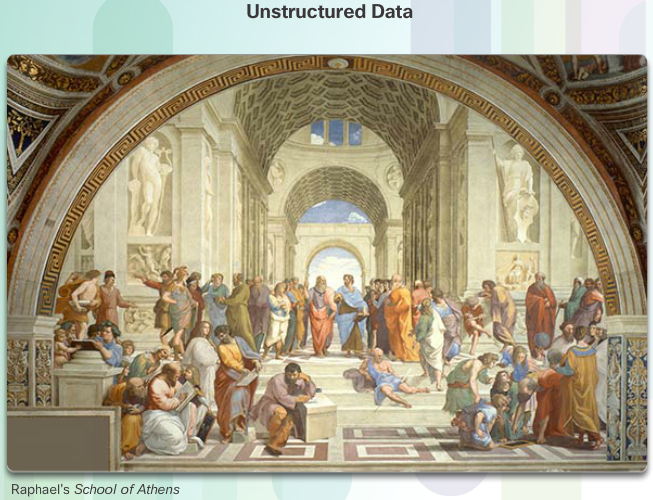 Unstructured Data
Raphael's School of Athens